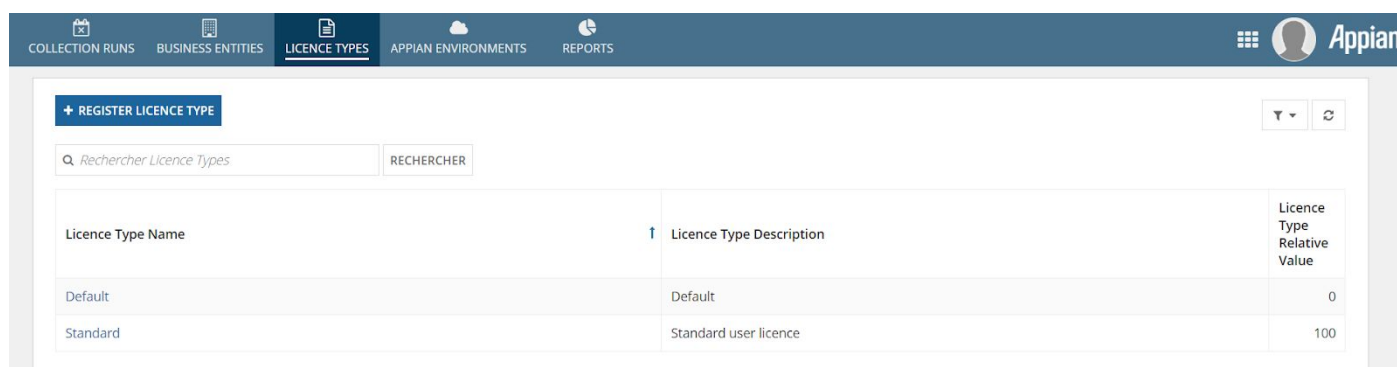 COLLECTION RUNS BUSINESS ENTITIES LICENCE TYPES APPIAN ENVIRONMENTS REPORTS Appian
+ REGISTER LICENCE TYPE
Rechercher Licence Types RECHERCHER
Licence Type Name Licence Type Description Licence
Type
Relative
Value
Default Default 0
Standard Standard user licence 100